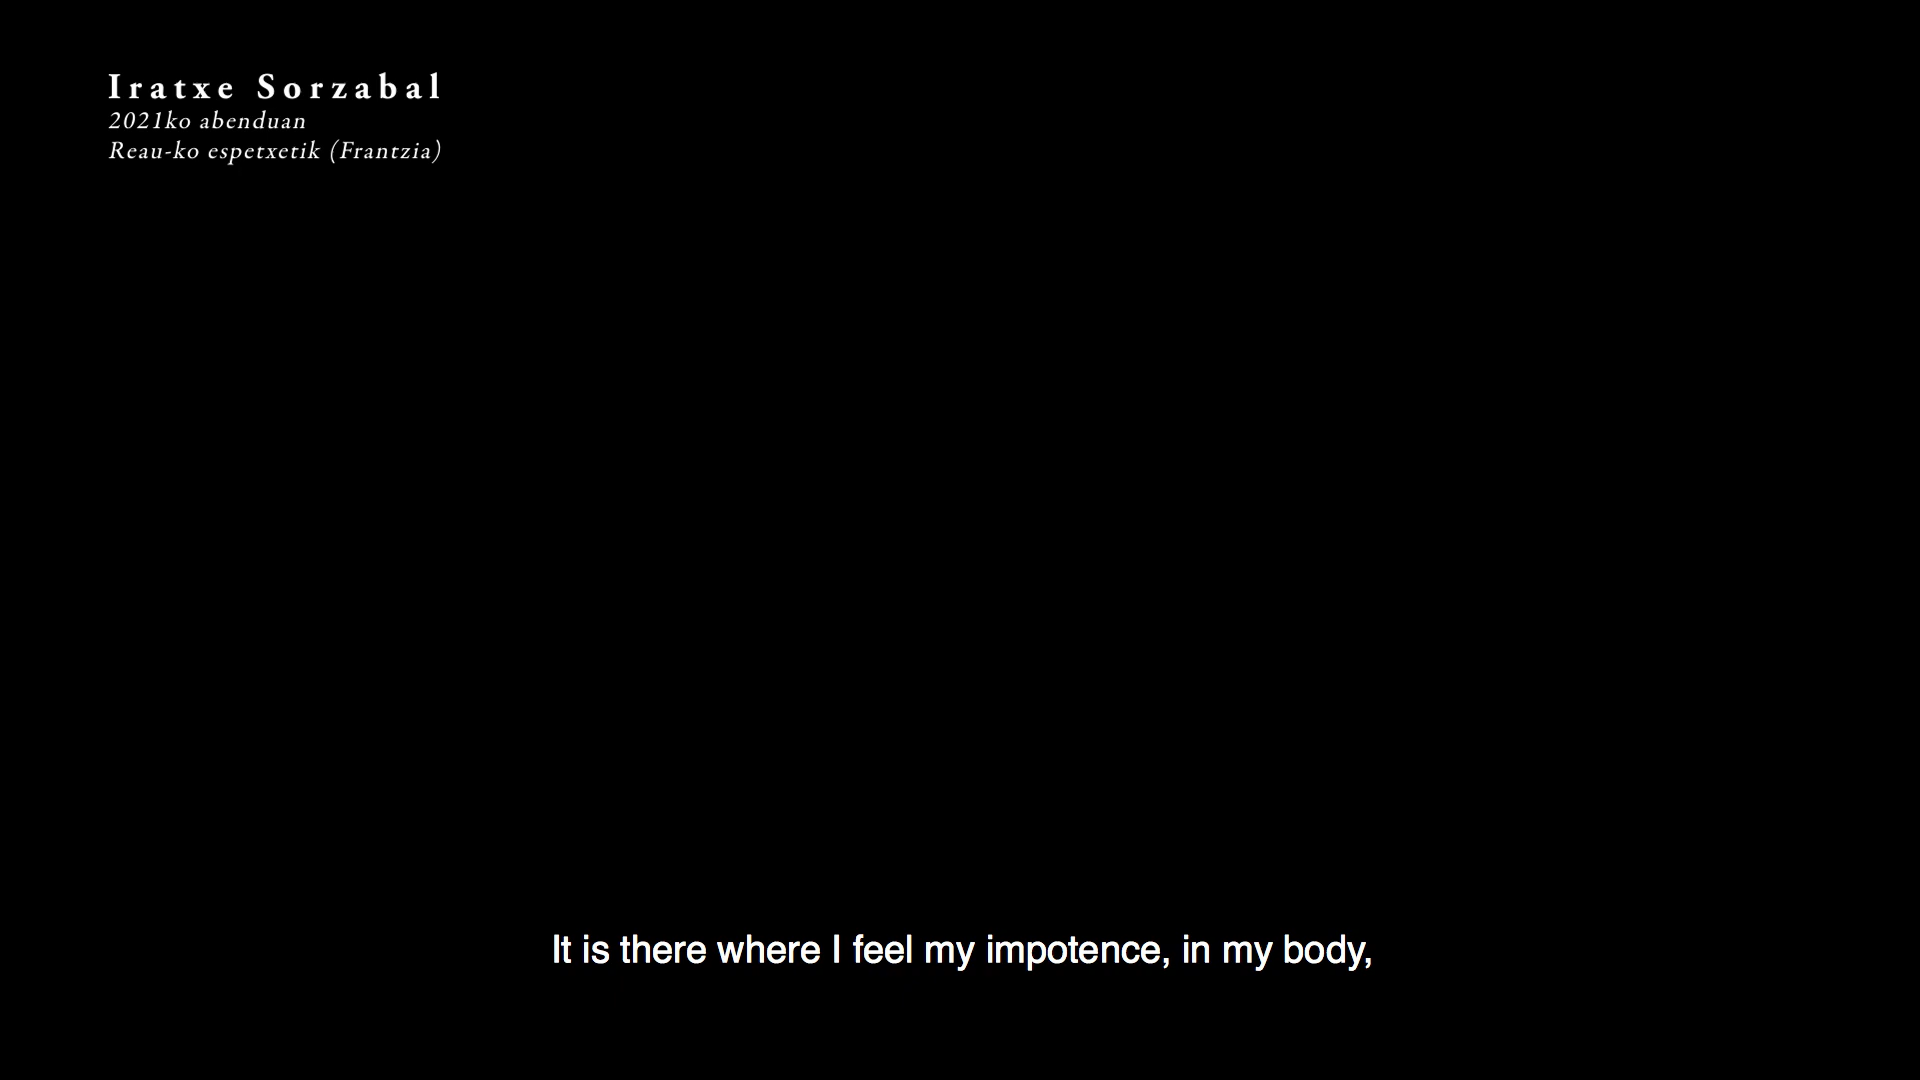 Iratxe Sorzabal
2021ko abenduan
Reau-ko espetxetik (Frantzia)
It is there where I feel my impotence, in my body,